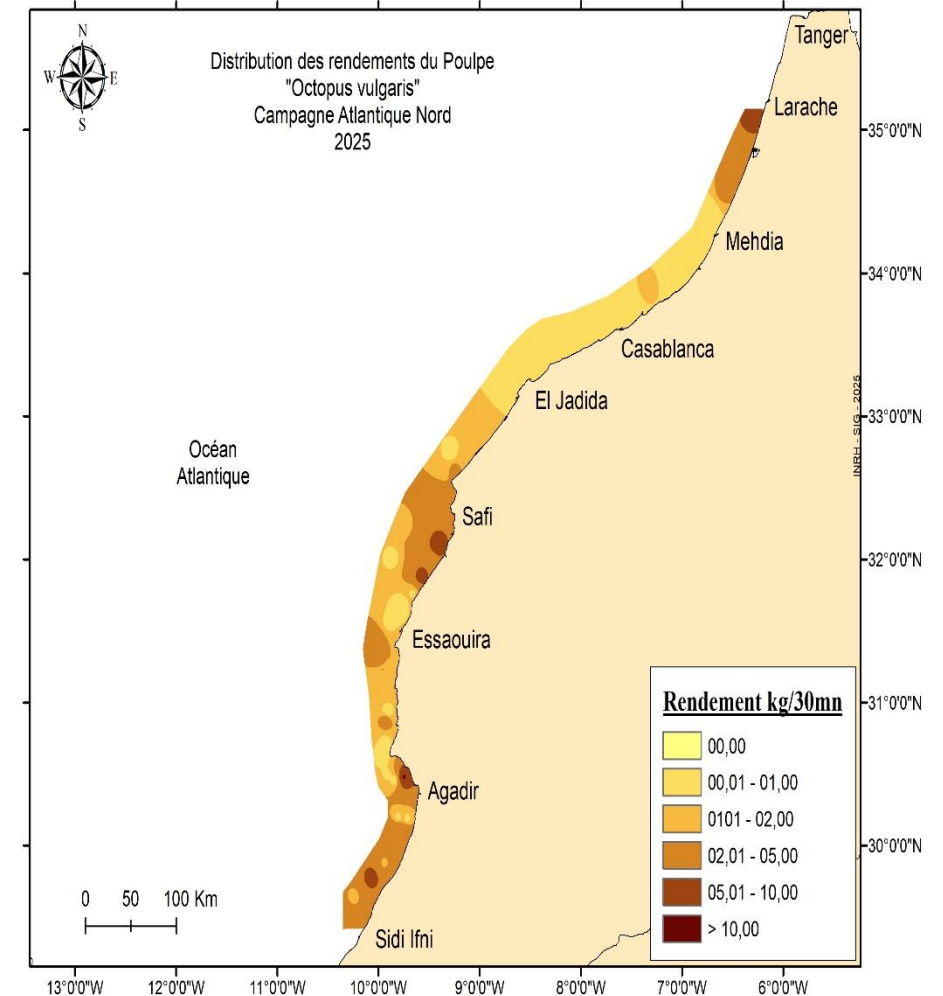 N
W E
S
Distribution des rendements du Poulpe
"Octopus vulgaris"
Campagne Atlantique Nord
2025
Tanger
Larache
35°0'0"N
Mehdia
34°0'0"N
Casablanca
El Jadida
33°0'0"N
INRH - SIG - 2025
Océan
Atlantique
Safi
32°0'0"N
Essaouira
31°0'0"N
Agadir
30°0'0"N
Sidi Ifni
Rendement kg/30mn
00,00
00,01 - 01,00
0101 - 02,00
02,01 - 05,00
05,01 - 10,00
> 10,00
0 50 100 Km
13°00'0"W 12°0'0"W 11°0'0"W 10°0'0"W 9°0'0"W 8°0'0"W 7°0'0"W 6°0'0"W